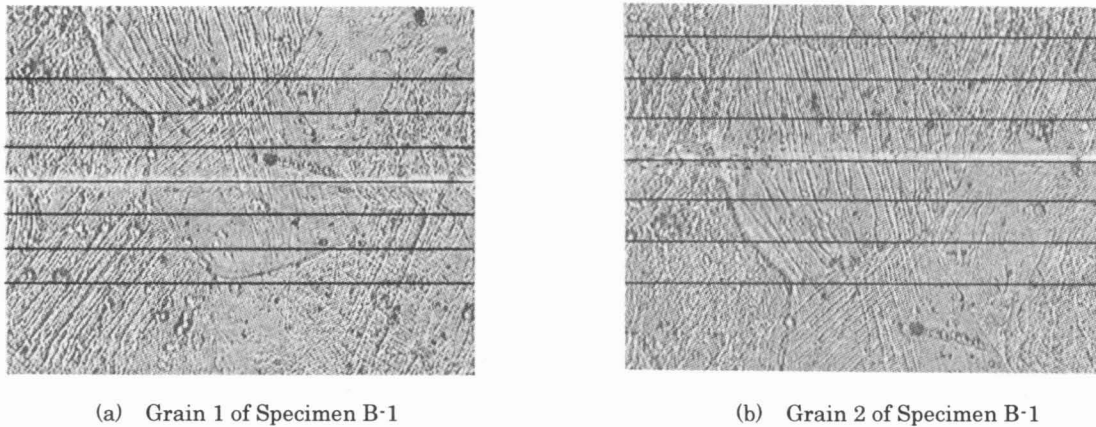 (a) Grain 1 of Specimen B-1
(b) Grain 2 of Specimen B-1